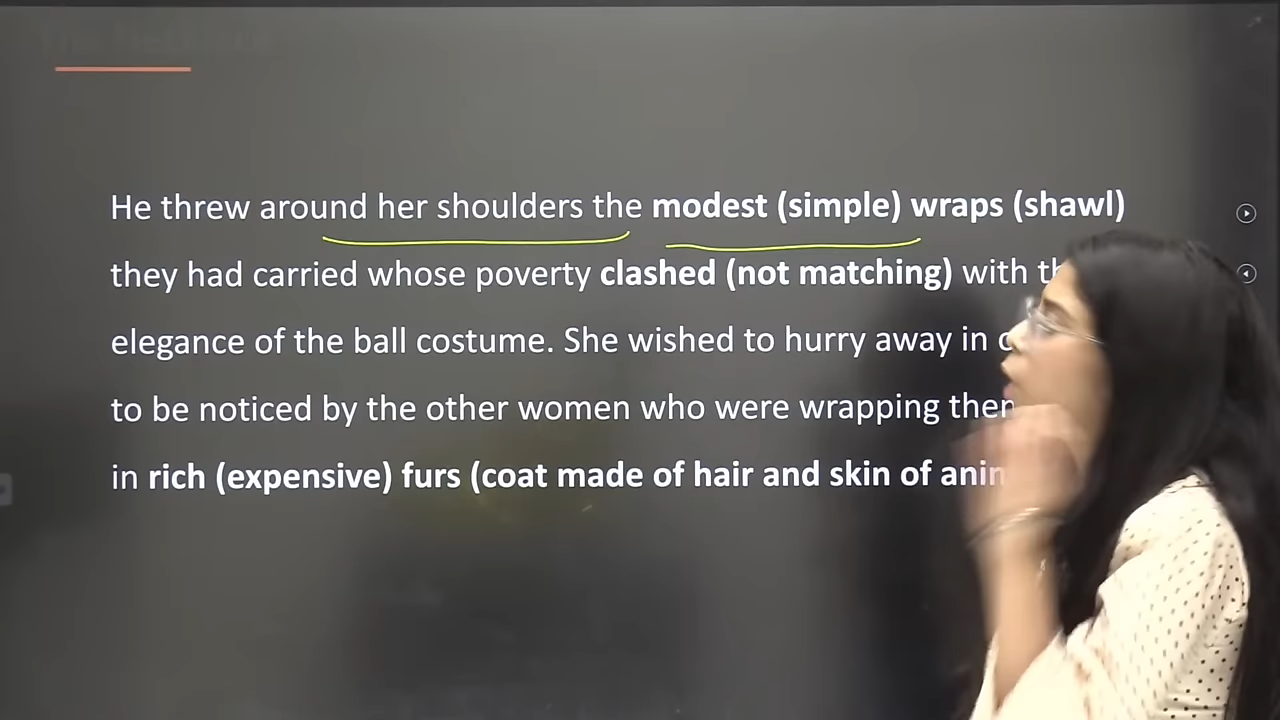 He threw around her shoulders the modest (simple) wraps (shawl)
they had carried whose poverty clashed (not matching) with
elegance of the ball costume. She wished to hurry away in
to be noticed by the other women who were wrapping
in rich (expensive) furs (coat made of hair and skin of